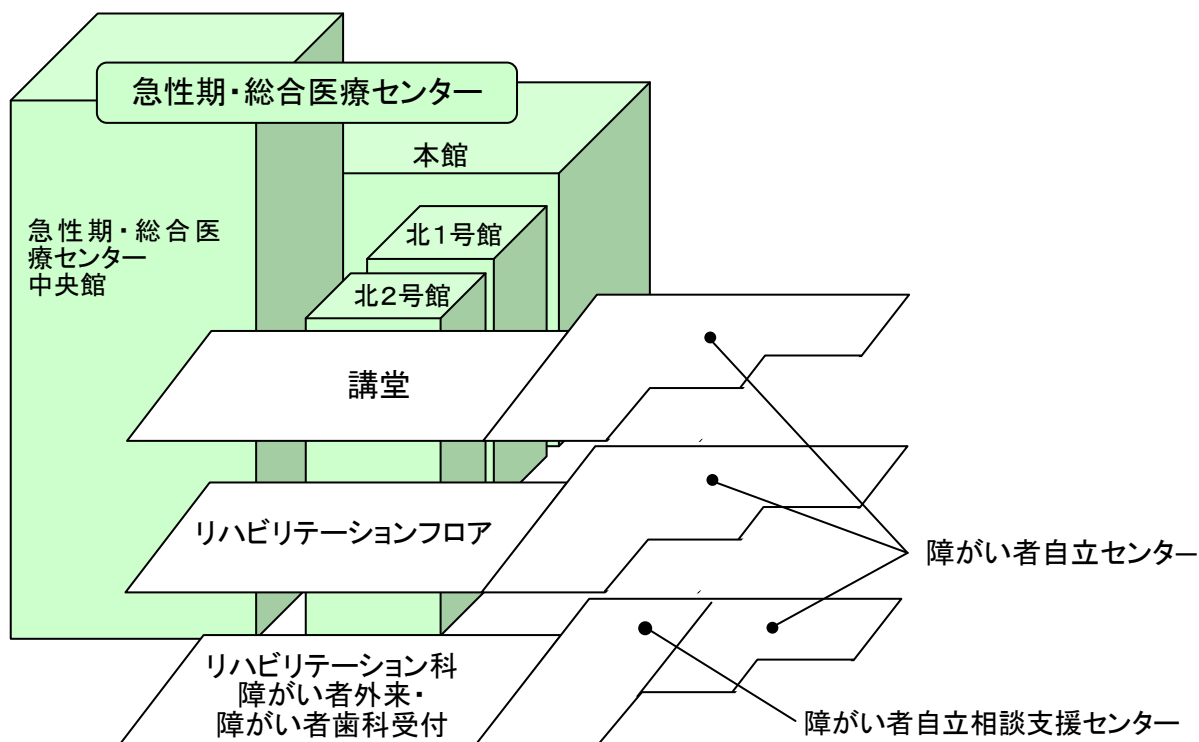 急性期・総合医療センター
本館
急性期・総合医
療センター
中央館
北1号館
北2号館
講堂
リハビリテーションフロア
障がい者自立センター
リハビリテーション科
障がい者外来・
障がい者歯科受付
障がい者自立相談支援センター